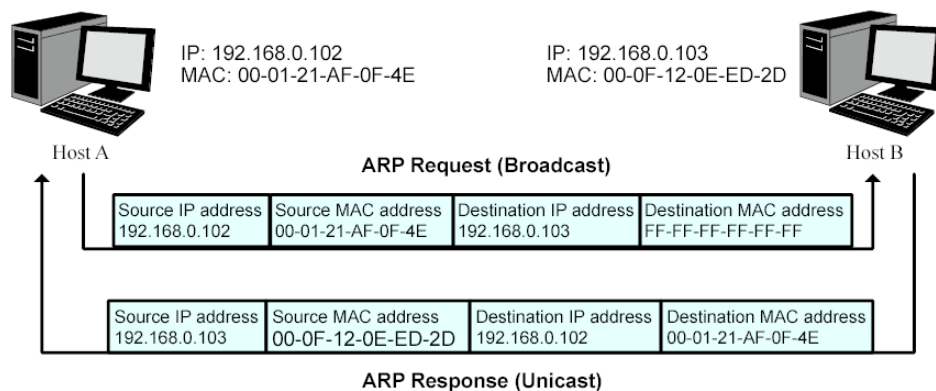 IP: 192.168.0.102
MAC: 00-01-21-AF-0F-4E
IP: 192.168.0.103
MAC: 00-0F-12-0E-ED-2D
Host A
Host B
ARP Request (Broadcast)
Source IP address
192.168.0.102
Source MAC address
00-01-21-AF-0F-4E
Destination IP address
192.168.0.103
Destination MAC address
FF-FF-FF-FF-FF-FF
Source IP address
192.168.0.103
Source MAC address
00-0F-12-0E-ED-2D
Destination IP address
192.168.0.102
Destination MAC address
00-01-21-AF-0F-4E
ARP Response (Unicast)